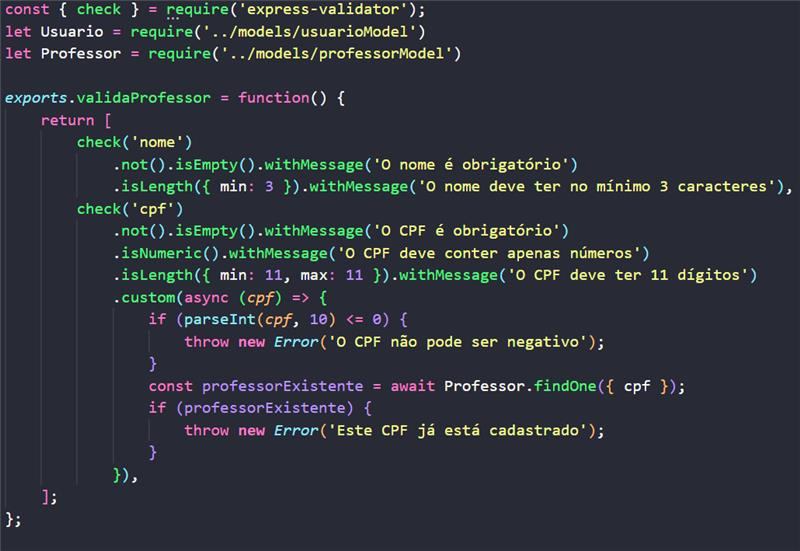 const { check } = require('express-validator');
let Usuario = require('../models/usuarioModel')
let Professor = require('../models/professorModel')
exports.validaProfessor = function() {
    return [
        check('nome')
            .not().isEmpty().withMessage('O nome é obrigatório')
            .isLength({ min: 3 }).withMessage('O nome deve ter no mínimo 3 caracteres'),
        check('cpf')
            .not().isEmpty().withMessage('O CPF é obrigatório')
            .isNumeric().withMessage('O CPF deve conter apenas números')
            .isLength({ min: 11, max: 11 }).withMessage('O CPF deve ter 11 dígitos')
            .custom(async (cpf) => {
                if (parseInt(cpf, 10) <= 0) {
                    throw new Error('O CPF não pode ser negativo');
                }
                const professorExistente = await Professor.findOne({ cpf });
                if (professorExistente) {
                    throw new Error('Este CPF já está cadastrado');
                }
            }),
    ];
};